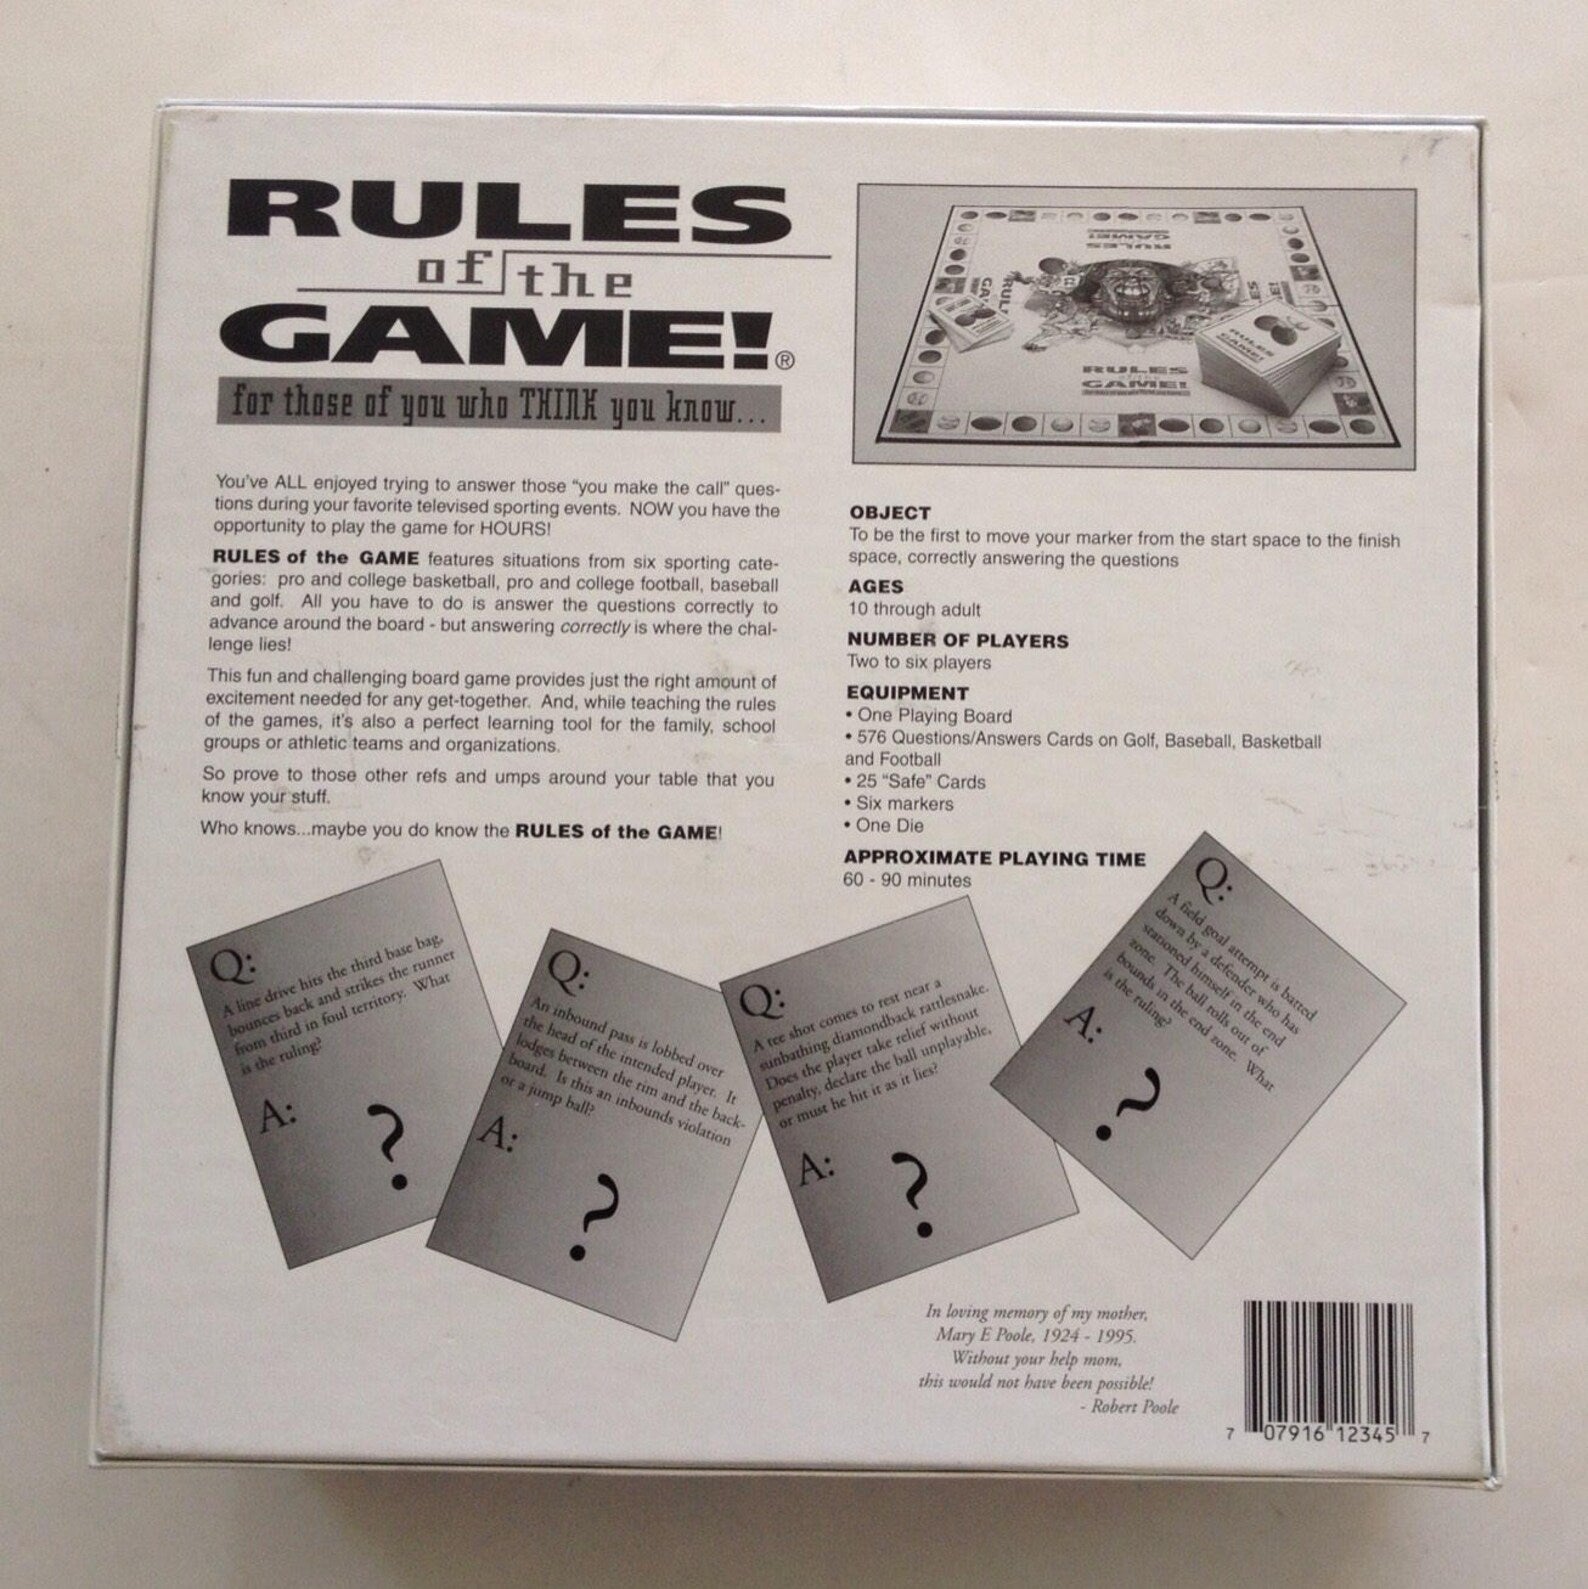 RULES
of the
GAME!®
for those of you who THINK you know...
You've ALL enjoyed trying to answer those "you make the call" ques-
tions during your favorite televised sporting events. NOW you have the
opportunity to play the game for HOURS!
RULES of the GAME features situations from six sporting cate-
gories: pro and college basketball, pro and college football, baseball
and golf. All you have to do is answer the questions correctly to
advance around the board - but answering correctly is where the chal-
lenge lies!
This fun and challenging board game provides just the right amount of
excitement needed for any get-together. And, while teaching the rules
of the games, it's also a perfect learning tool for the family, school
groups or athletic teams and organizations.
So prove to those other refs and umps around your table that you
know your stuff.
Who knows...maybe you do know the RULES of the GAME!
RULES
GAME!
RULES
GAME!
RULES
GAME!
OBJECT
To be the first to move your marker from the start space to the finish
space, correctly answering the questions
AGES
10 through adult
NUMBER OF PLAYERS
Two to six players
EQUIPMENT
• One Playing Board
• 576 Questions/Answers Cards on Golf, Baseball, Basketball
and Football
• 25 "Safe" Cards
• Six markers
• One Die
APPROXIMATE PLAYING TIME
60 - 90 minutes
Q:
A line drive hits the third base bag,
bounces back and strikes the runner
from third in foul territory. What
is the ruling?
A:
?
Q:
An inbound pass is lobbed over
the head of the intended player. It
lodges between the rim and the back-
board. Is this an inbounds violation
or a jump ball?
A:
?
Q:
A tee shot comes to rest near a
sunbathing diamondback rattlesnake.
Does the player take relief without
penalty, declare the ball unplayable,
or must he hit it as it lies?
A:
?
Q:
A field goal attempt is batted
down by a defender who has
stationed himself in the end
zone. The ball rolls out of
bounds in the end zone. What
is the ruling?
A:
?
In loving memory of my mother,
Mary E Poole, 1924 - 1995.
Without your help mom,
this would not have been possible!
- Robert Poole
7 07916 12345 7